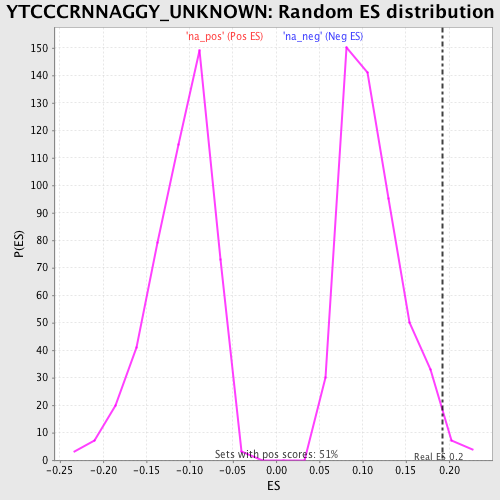 YTCCCRNNAGGY_UNKNOWN: Random ES distribution
'na_pos' (Pos ES) 'na_neg' (Neg ES)
150
140
130
120
110
100
90
80
70
60
50
40
30
20
10
0
P(ES)
Sets with pos scores: 51%
Real ES 0.2
-0.25 -0.20 -0.15 -0.10 -0.05 0.00 0.05 0.10 0.15 0.20
ES